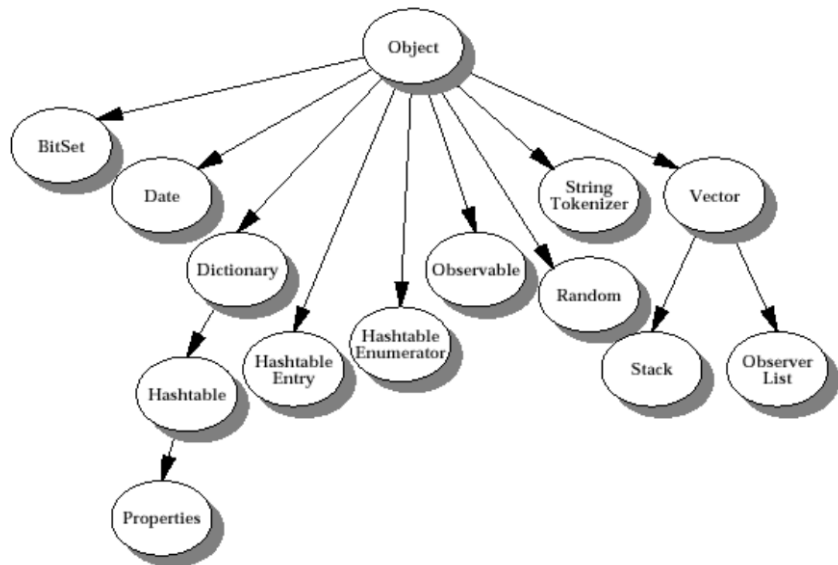 Object
BitSet
Date
String
Tokenizer
Vector
Dictionary
Observable
Random
Hashtable
Enumerator
Hashtable
Entry
Stack
Observer
List
Hashtable
Properties